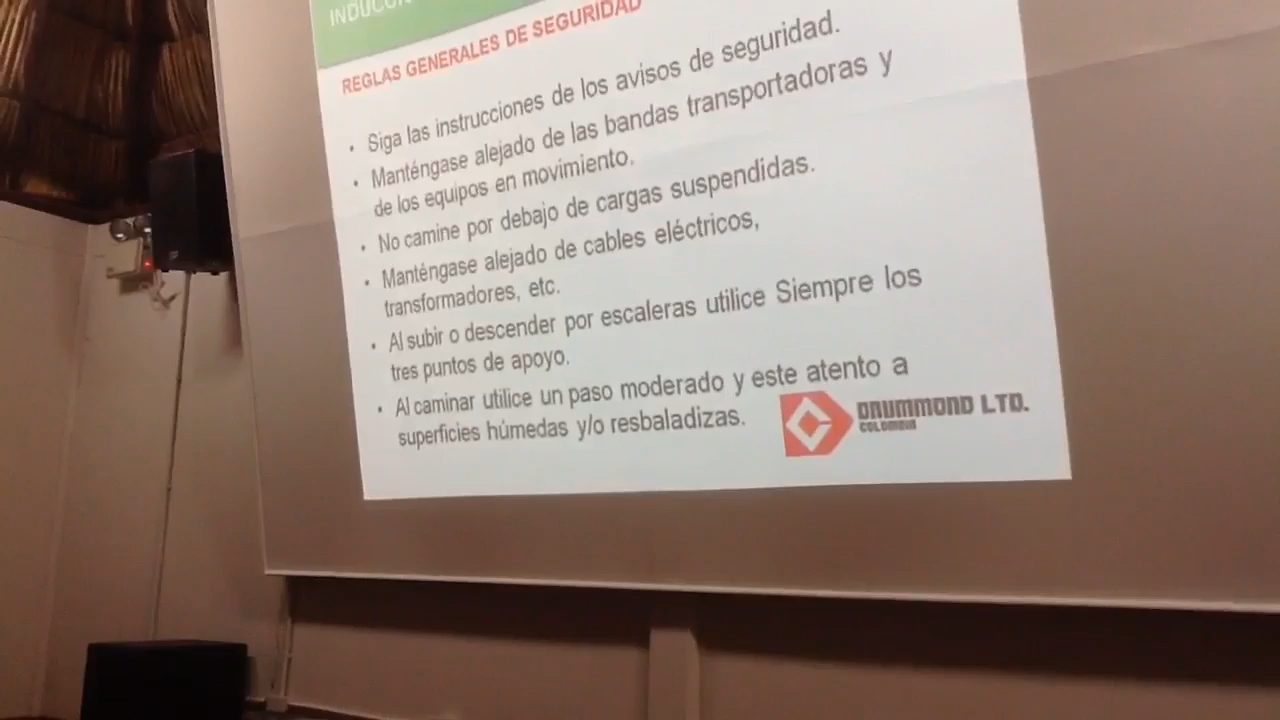 REGLAS GENERALES DE SEGURIDAD
• Siga las instrucciones de los avisos de seguridad.
• Manténgase alejado de las bandas transportadoras y
de los equipos en movimiento.
• No camine por debajo de cargas suspendidas.
• Manténgase alejado de cables eléctricos,
transformadores, etc.
• Al subir o descender por escaleras utilice Siempre los
tres puntos de apoyo.
• Al caminar utilice un paso moderado y este atento a
superficies húmedas y/o resbaladizas.
DRUMMOND LTD.
COLOMBIA